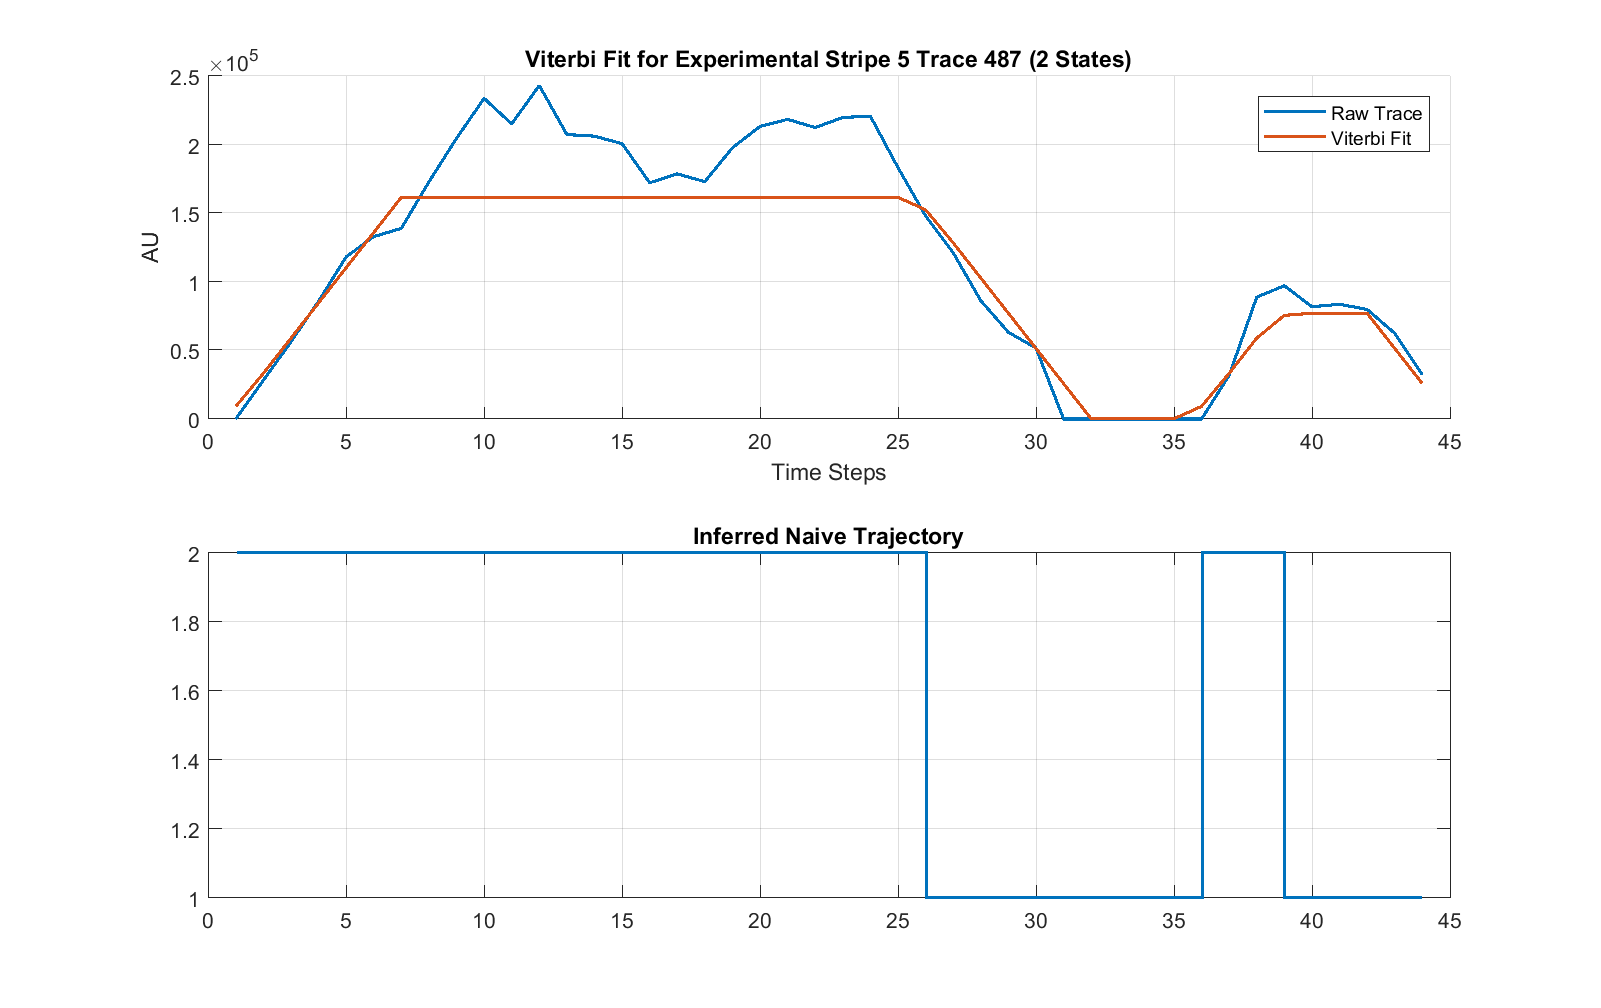 Viterbi Fit for Experimental Stripe 5 Trace 487 (2 States)
×10^5
2.5
2
1.5
1
0.5
0
AU
Raw Trace
Viterbi Fit
0 5 10 15 20 25 30 35 40 45
Time Steps
Inferred Naive Trajectory
2
1.8
1.6
1.4
1.2
1
0 5 10 15 20 25 30 35 40 45